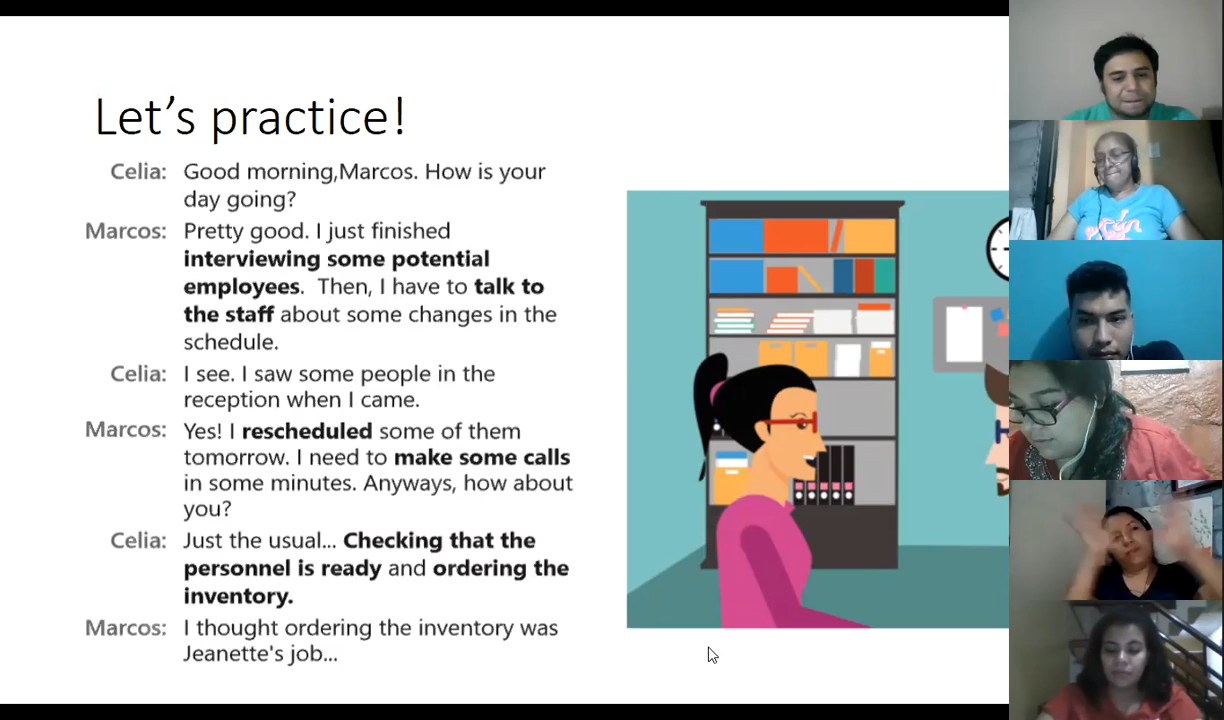 Let's practice!
Celia: Good morning,Marcos. How is your
day going?
Marcos: Pretty good. I just finished
interviewing some potential
employees. Then, I have to talk to
the staff about some changes in the
schedule.
Celia: I see. I saw some people in the
reception when I came.
Marcos: Yes! I rescheduled some of them
tomorrow. I need to make some calls
in some minutes. Anyways, how about
you?
Celia: Just the usual... Checking that the
personnel is ready and ordering the
inventory.
Marcos: I thought ordering the inventory was
Jeanette's job...